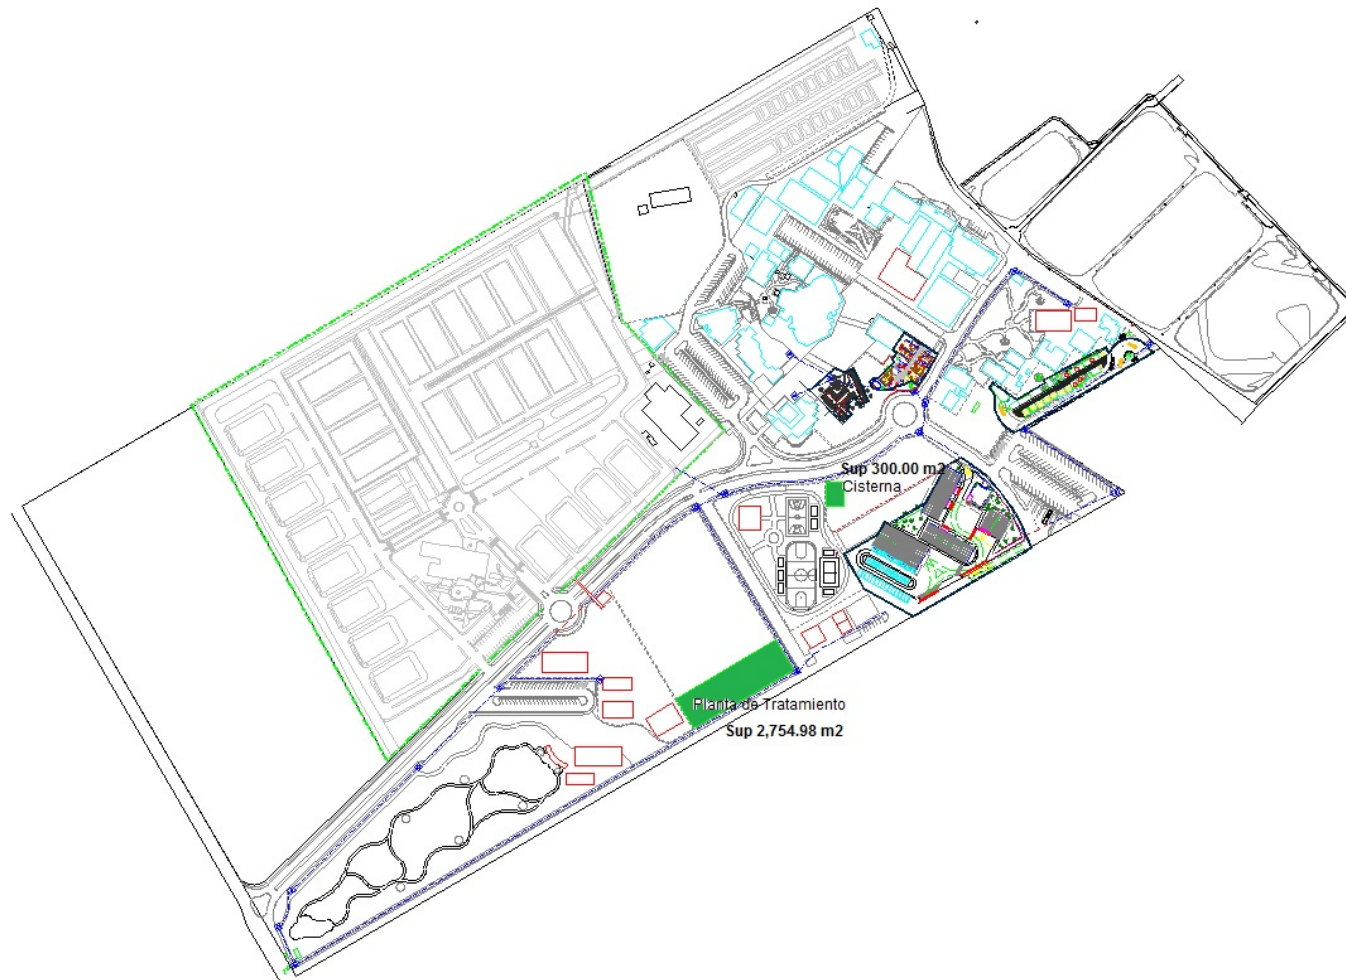 Sup 300.00 m2
Cisterna
Planta de Tratamiento
Sup 2,754.98 m2